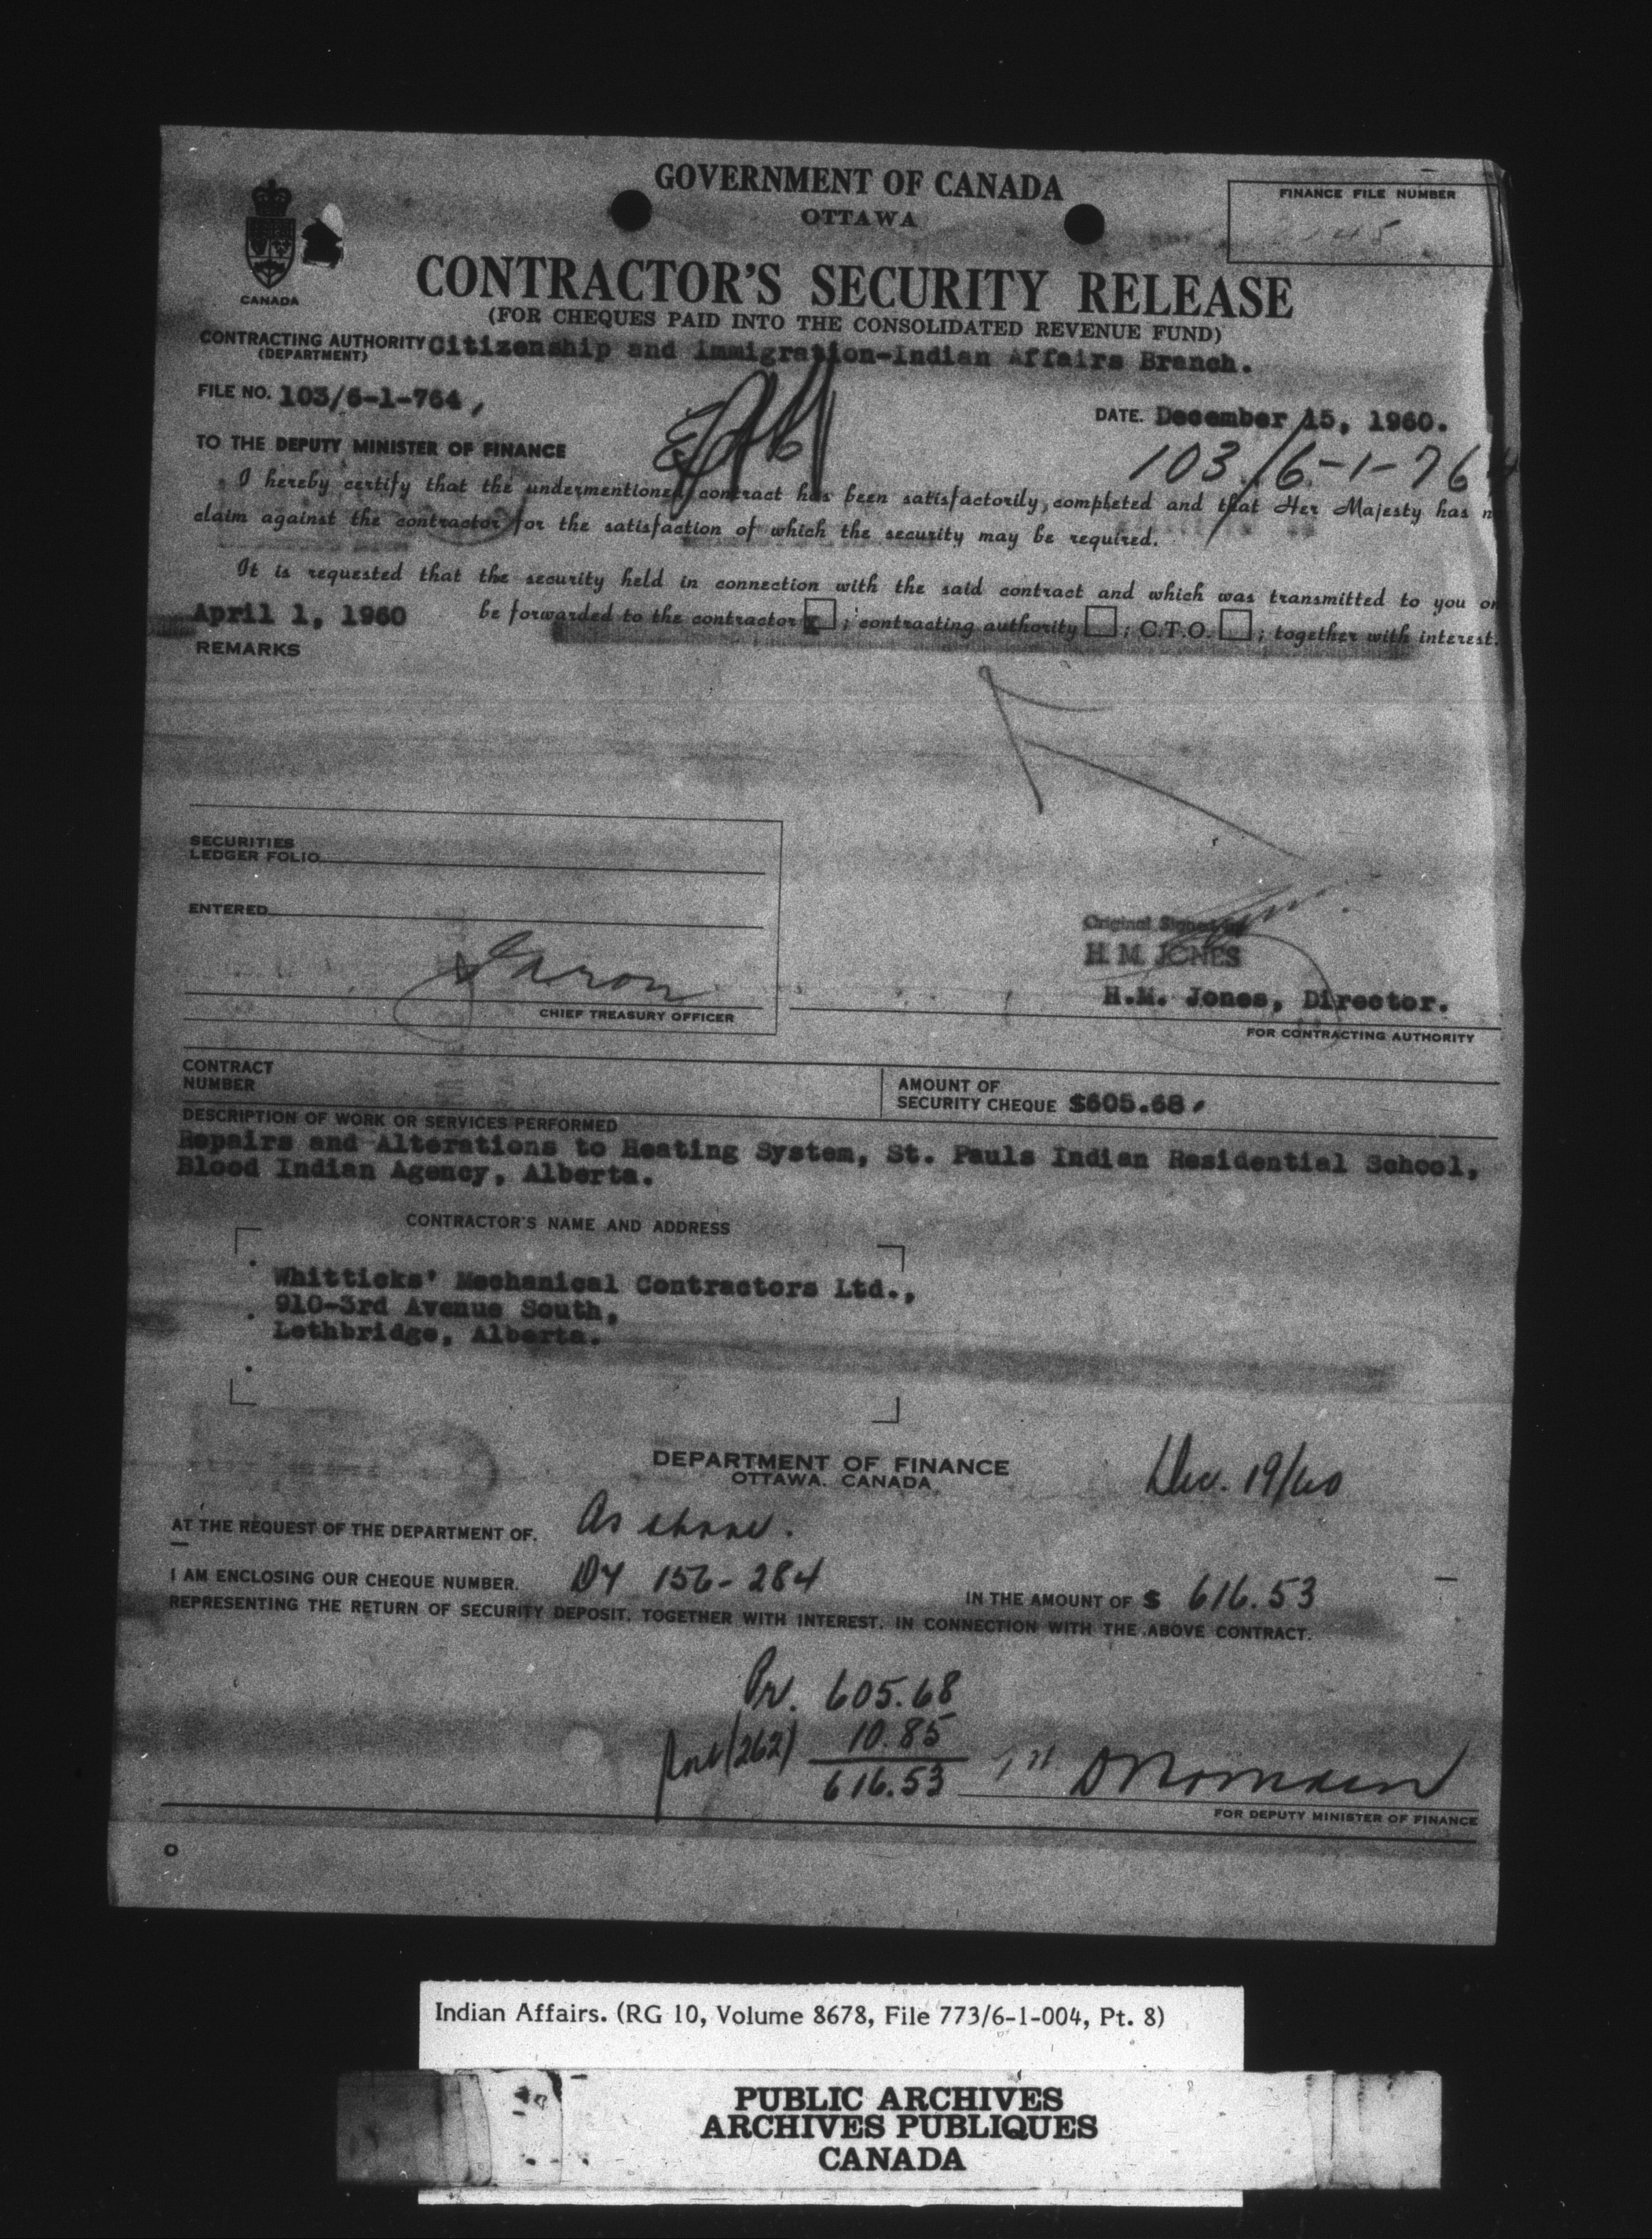 GOVERNMENT OF CANADA
OTTAWA
FINANCE FILE NUMBER
CANADA
CONTRACTOR'S SECURITY RELEASE
(FOR CHEQUES PAID INTO THE CONSOLIDATED REVENUE FUND)
CONTRACTING AUTHORITY Citizenship and Immigration-Indian Affairs Branch.
(DEPARTMENT)
FILE NO. 103/6-1-764,
DATE. December 15, 1960.
103/6-1-764
TO THE DEPUTY MINISTER OF FINANCE
I hereby certify that the undermentioned contract has been satisfactorily completed and that Her Majesty has n
claim against the contractor for the satisfaction of which the security may be required.
It is requested that the security held in connection with the said contract and which was transmitted to you on
April 1, 1960 be forwarded to the contractor x ; contracting authority ; C.T.O. ; together with interest.
REMARKS
SECURITIES
LEDGER FOLIO
ENTERED
Original Signed by
H. M. JONES
H.M. Jones, Director.
CHIEF TREASURY OFFICER
FOR CONTRACTING AUTHORITY
CONTRACT
NUMBER
AMOUNT OF
SECURITY CHEQUE $605.68,
DESCRIPTION OF WORK OR SERVICES PERFORMED
Repairs and Alterations to Heating System, St. Pauls Indian Residential School,
Blood Indian Agency, Alberta.
CONTRACTOR'S NAME AND ADDRESS
Whitticks' Mechanical Contractors Ltd.,
910-3rd Avenue South,
Lethbridge, Alberta.
DEPARTMENT OF FINANCE
OTTAWA. CANADA
Dec. 19/60
AT THE REQUEST OF THE DEPARTMENT OF. As above.
I AM ENCLOSING OUR CHEQUE NUMBER. DY 156-284 IN THE AMOUNT OF $ 616.53
REPRESENTING THE RETURN OF SECURITY DEPOSIT, TOGETHER WITH INTEREST, IN CONNECTION WITH THE ABOVE CONTRACT.
Pr. 605.68
(262) 10.85
616.53
FOR DEPUTY MINISTER OF FINANCE
Indian Affairs. (RG 10, Volume 8678, File 773/6-1-004, Pt. 8)
PUBLIC ARCHIVES
ARCHIVES PUBLIQUES
CANADA